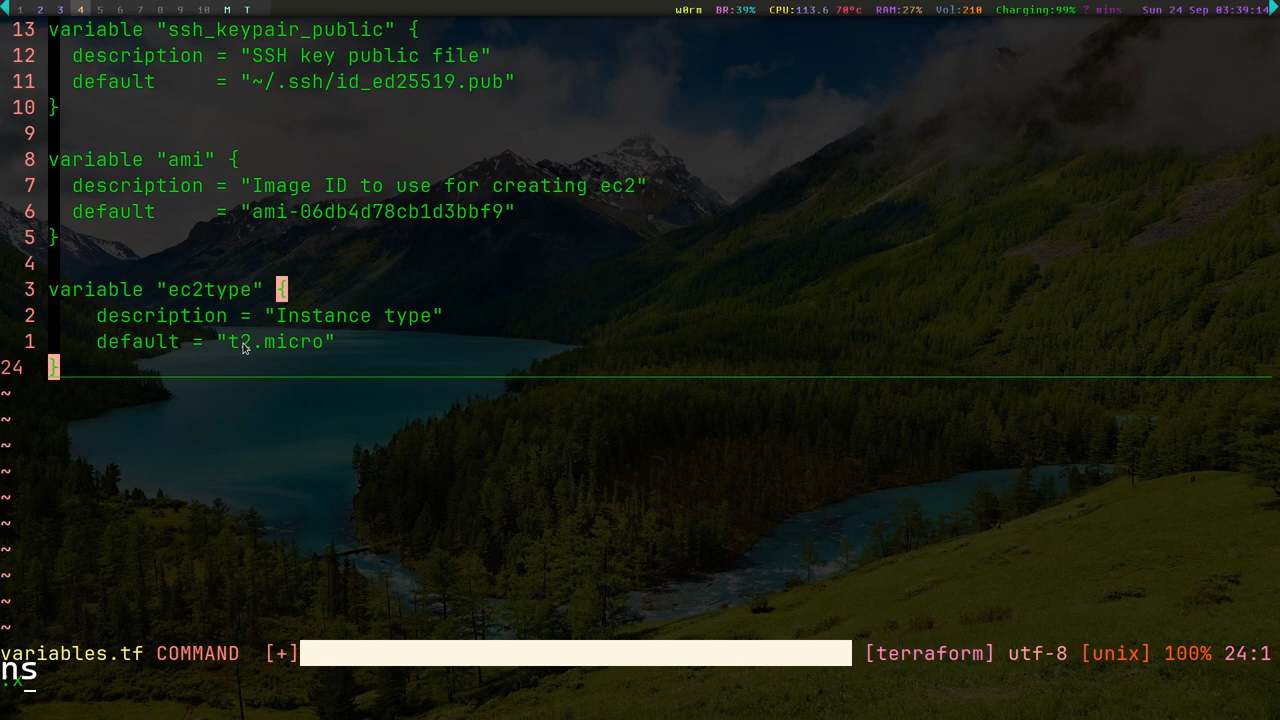 1 2 3 4 5 6 7 8 9 10 M T w0rm BR:39% CPU:113.6 70°c RAM:27% Vol:210 Charging:99% ? mins Sun 24 Sep 03:39:14
13 variable "ssh_keypair_public" {
12   description = "SSH key public file"
11   default     = "~/.ssh/id_ed25519.pub"
10 }
9
8 variable "ami" {
7   description = "Image ID to use for creating ec2"
6   default     = "ami-06db4d78cb1d3bbf9"
5 }
4
3 variable "ec2type" {
2     description = "Instance type"
1     default = "t2.micro"
24 }
~
~
~
~
~
~
~
~
~
~
variables.tf COMMAND [+] [terraform] utf-8 [unix] 100% 24:1
ns
:x